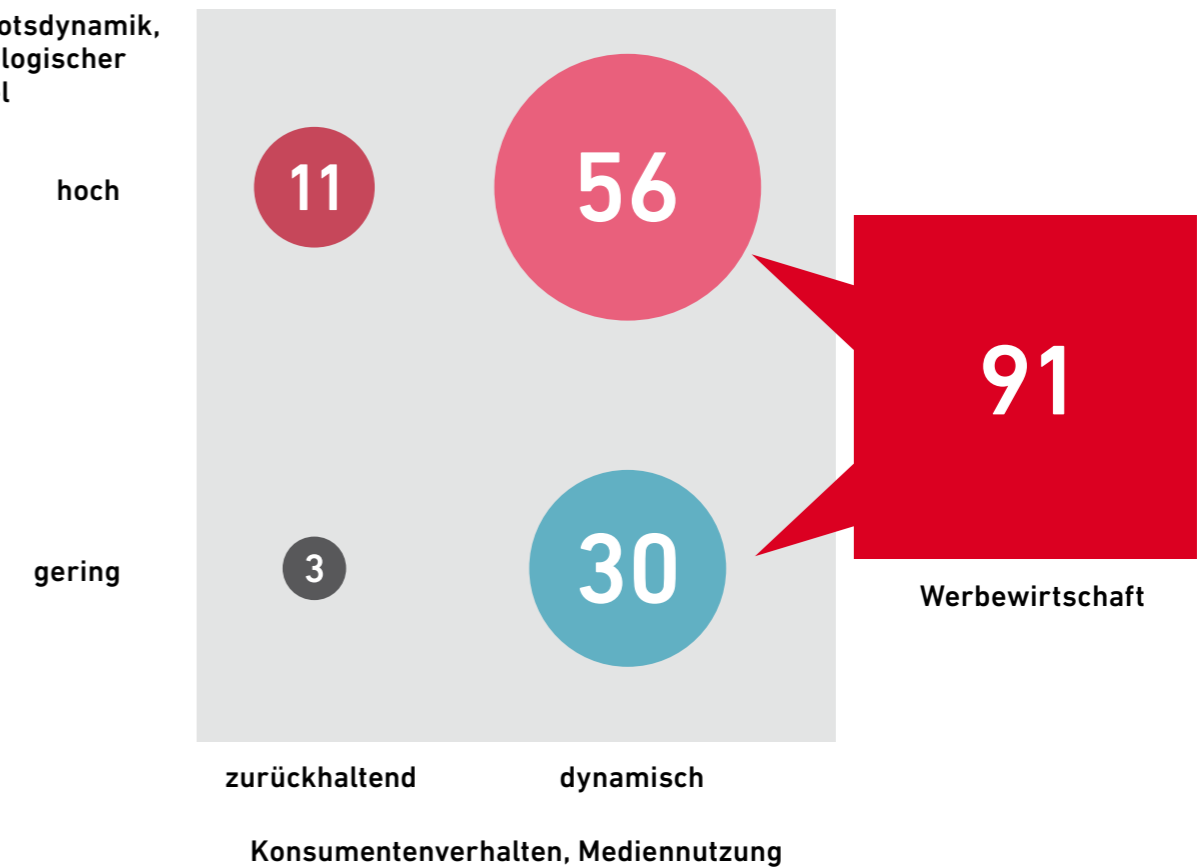 otsdynamik,
logischer
l
hoch
11
56
91
gering
3
30
Werbewirtschaft
zurückhaltend
dynamisch
Konsumentenverhalten, Mediennutzung